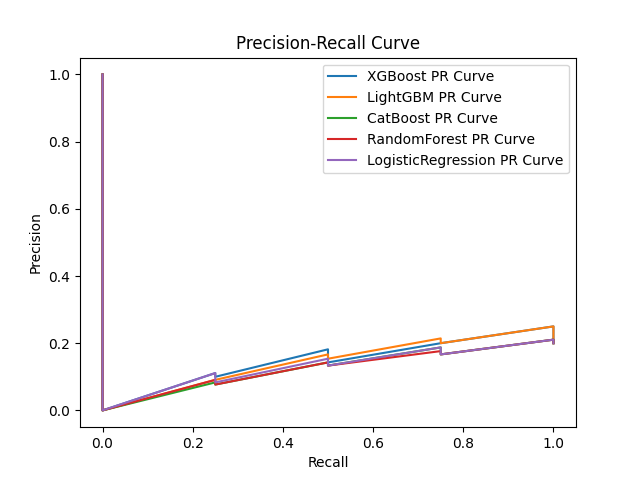 Precision-Recall Curve
1.0
0.8
0.6
0.4
0.2
0.0
Precision
XGBoost PR Curve
LightGBM PR Curve
CatBoost PR Curve
RandomForest PR Curve
LogisticRegression PR Curve
0.0 0.2 0.4 0.6 0.8 1.0
Recall